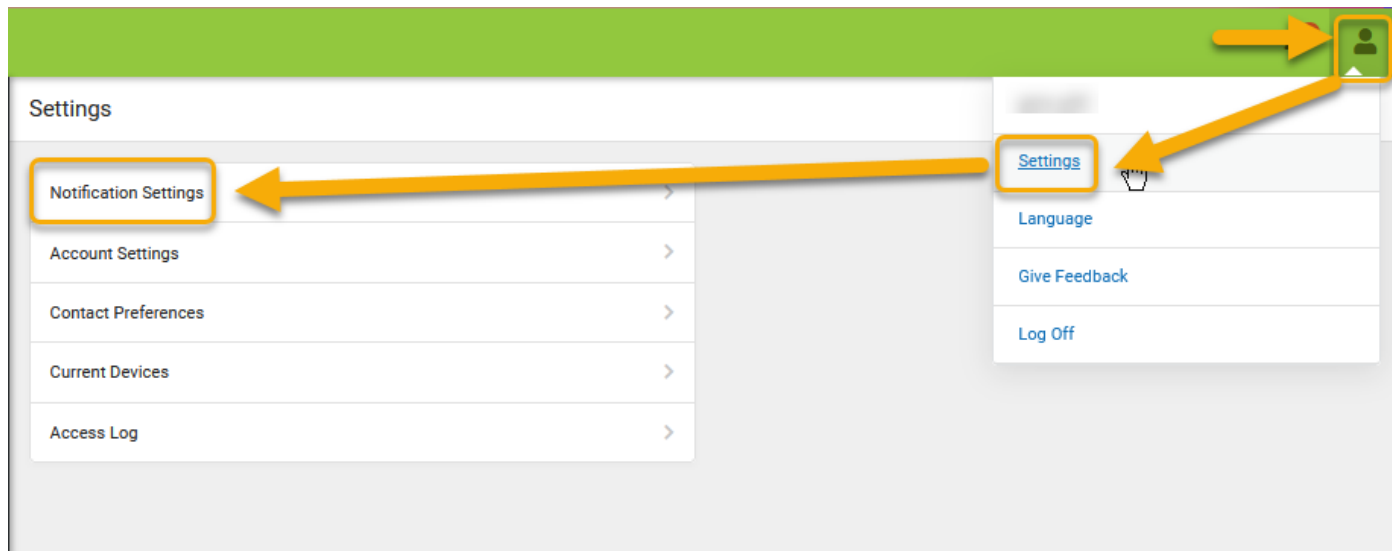 Settings
Notification Settings
Account Settings
Contact Preferences
Current Devices
Access Log
Settings
Language
Give Feedback
Log Off